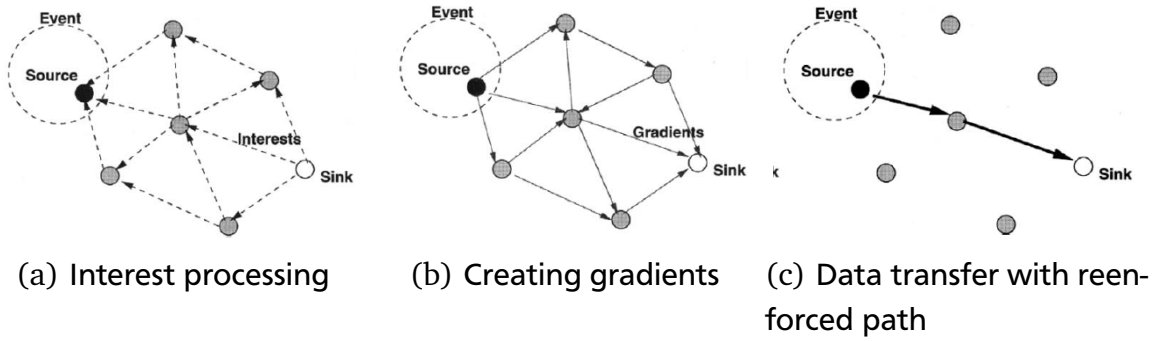 Event
Source
Interests
Sink
(a) Interest processing
Event
Source
Gradients
Sink
(b) Creating gradients
Event
Source
k
Sink
(c) Data transfer with reen-
forced path